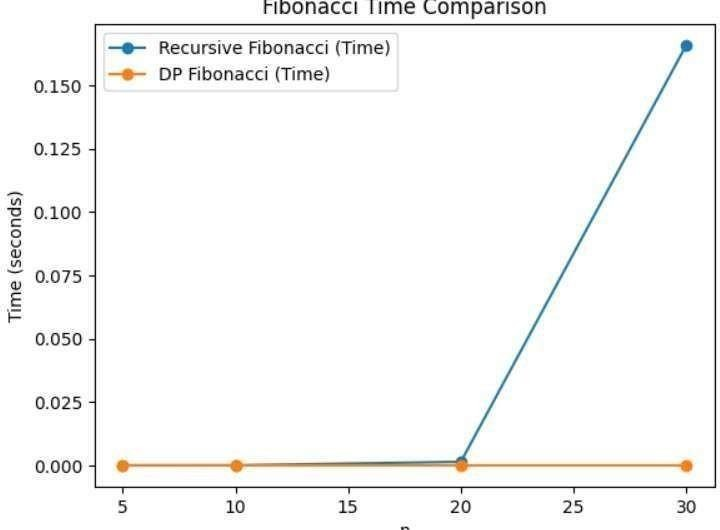 Fibonacci Time Comparison
Recursive Fibonacci (Time)
DP Fibonacci (Time)
Time (seconds)
0.150
0.125
0.100
0.075
0.050
0.025
0.000
5 10 15 20 25 30
n